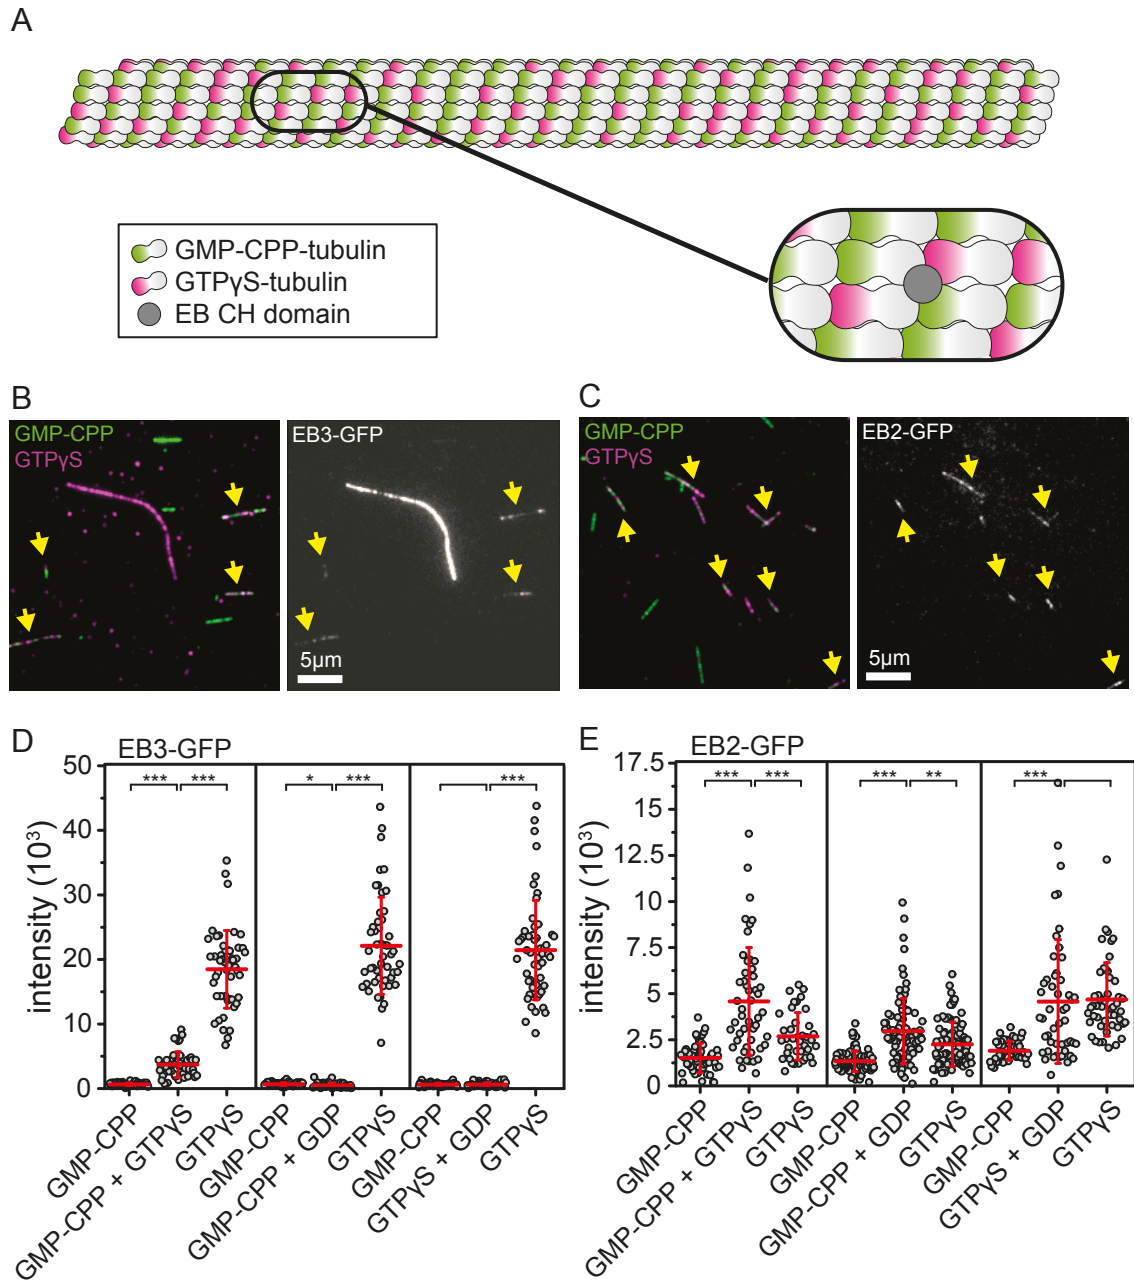 A
GMP-CPP-tubulin
GTPγS-tubulin
EB CH domain
B
GMP-CPP
GTPγS
EB3-GFP
5μm
C
GMP-CPP
GTPγS
EB2-GFP
5μm
D
EB3-GFP
intensity (10³)
50
40
30
20
10
0
*** ***
* ***
***
GMP-CPP
GMP-CPP + GTPγS
GTPγS
GMP-CPP
GMP-CPP + GDP
GTPγS
GMP-CPP
GTPγS + GDP
GTPγS
E
EB2-GFP
intensity (10³)
17.5
15
12.5
10
7.5
5
2.5
0
*** ***
*** **
***
GMP-CPP
GMP-CPP + GTPγS
GTPγS
GMP-CPP
GMP-CPP + GDP
GTPγS
GMP-CPP
GTPγS + GDP
GTPγS